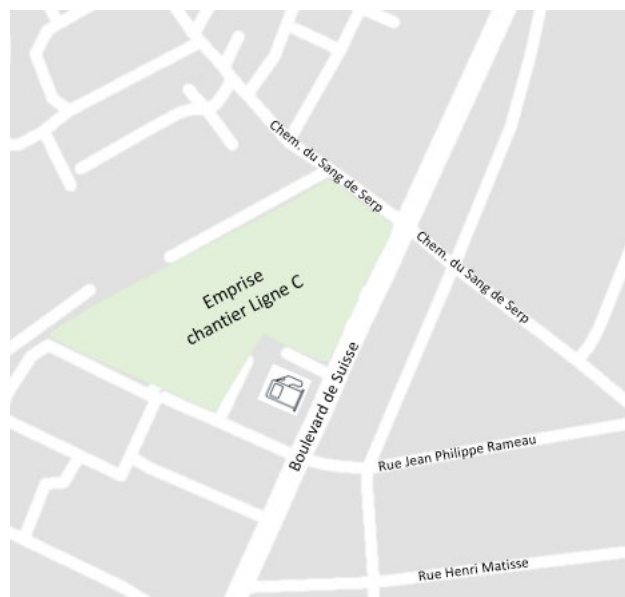 Chem. du Sang de Serp
Chem. du Sang de Serp
Emprise
chantier Ligne C
Boulevard de Suisse
Rue Jean Philippe Rameau
Rue Henri Matisse